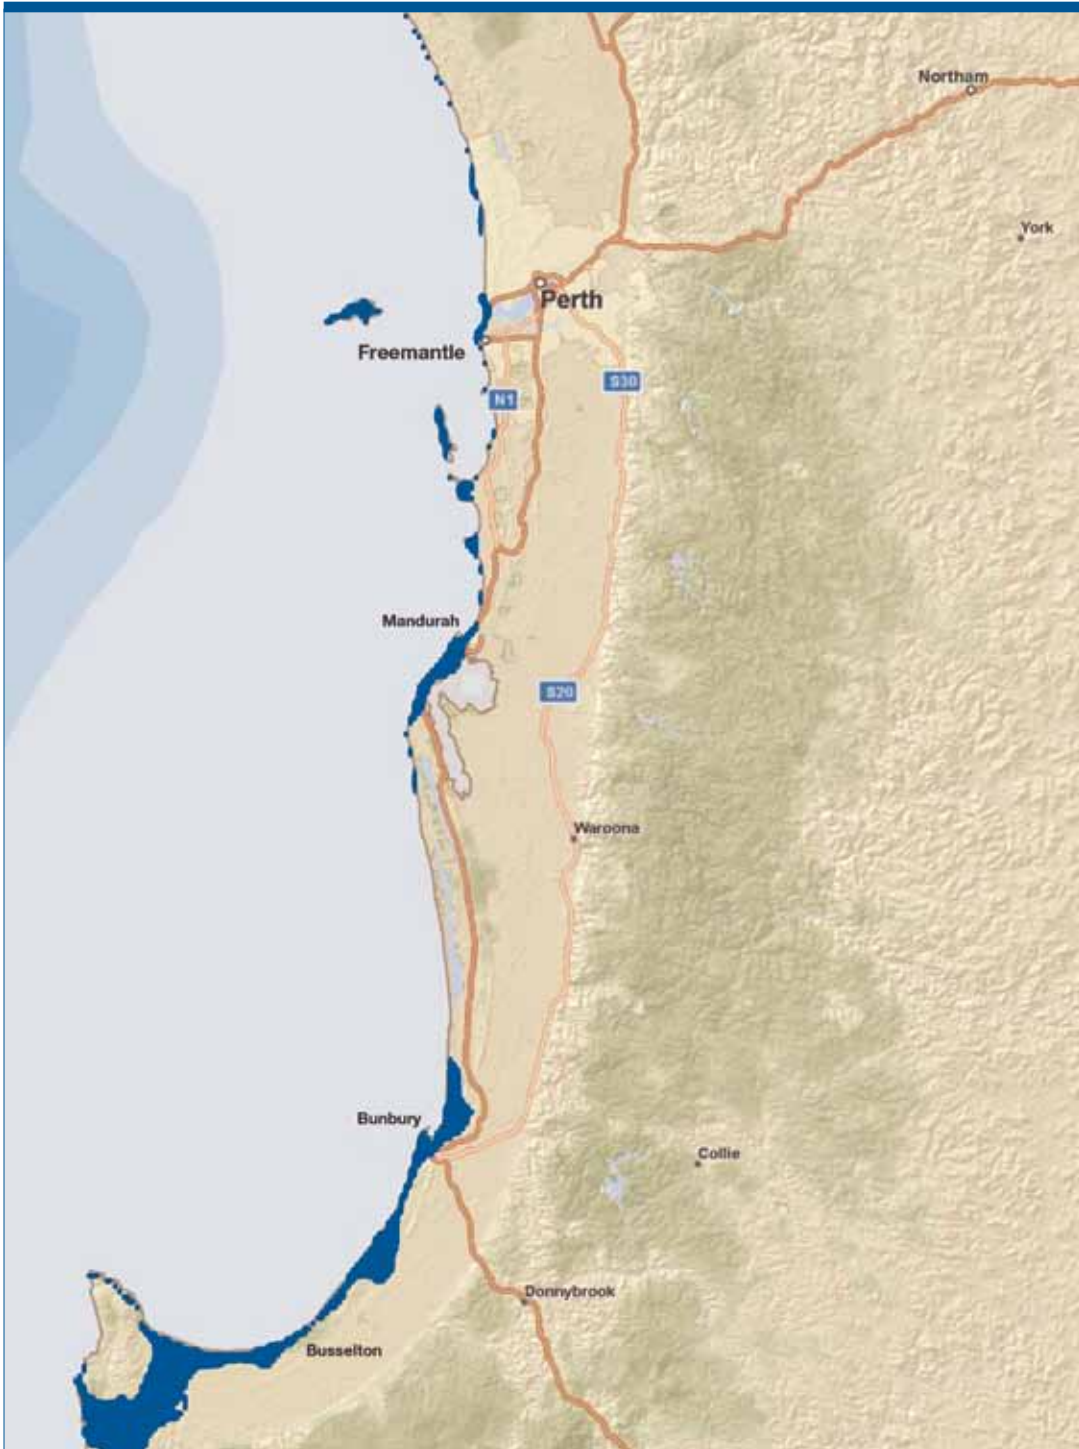 Northam
York
Perth
Freemantle
S30
N1
Mandurah
S20
Waroona
Bunbury
Collie
Donnybrook
Busselton